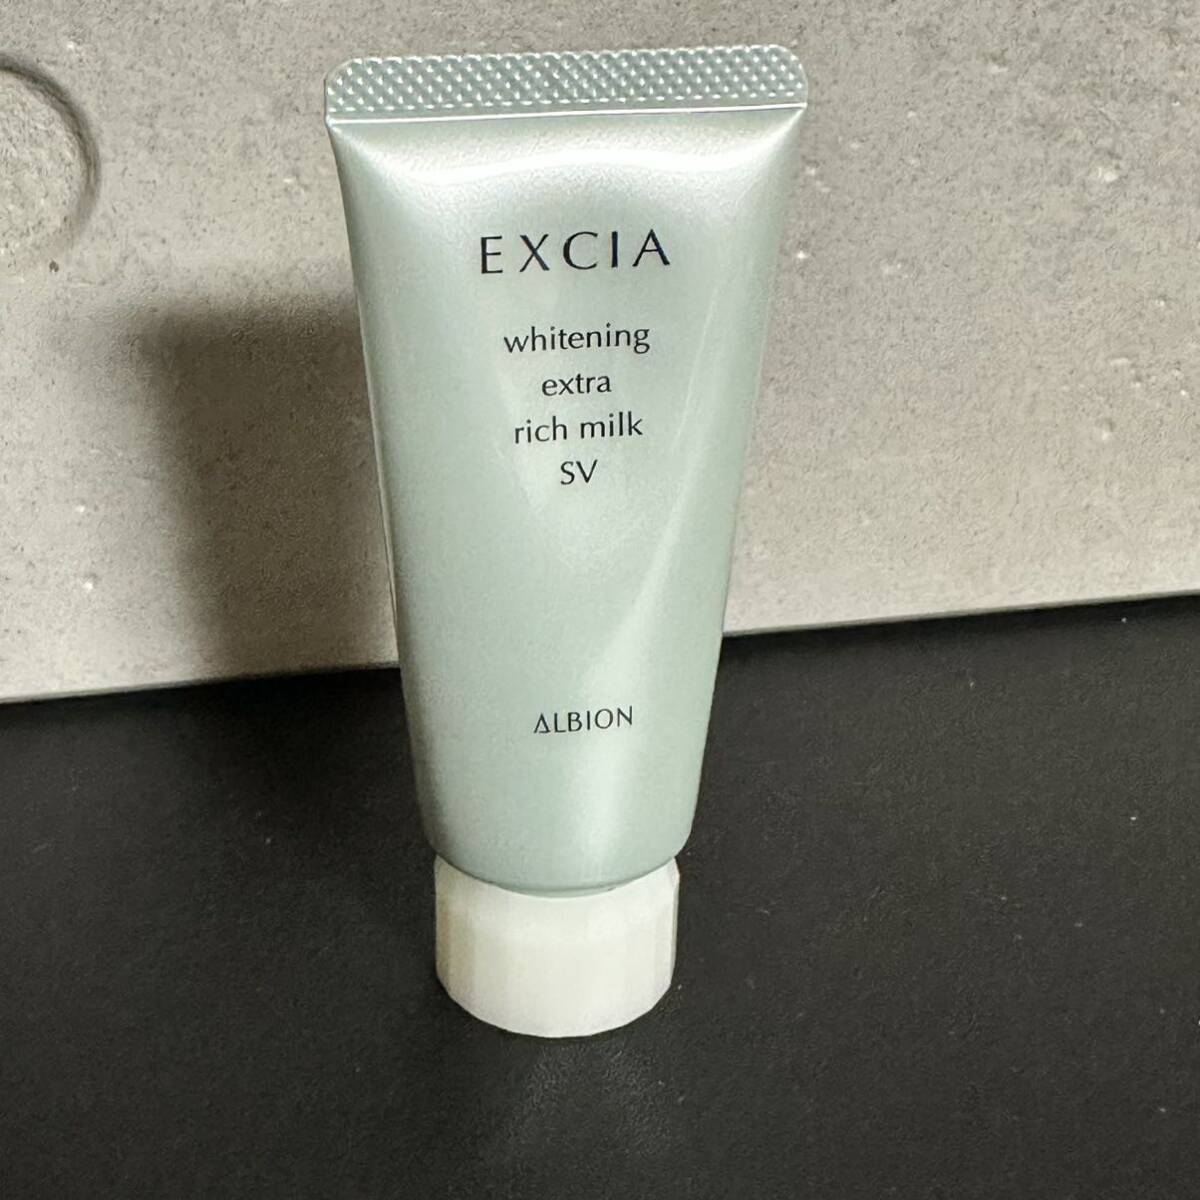 EXCIA
whitening
extra
rich milk
SV
ALBION